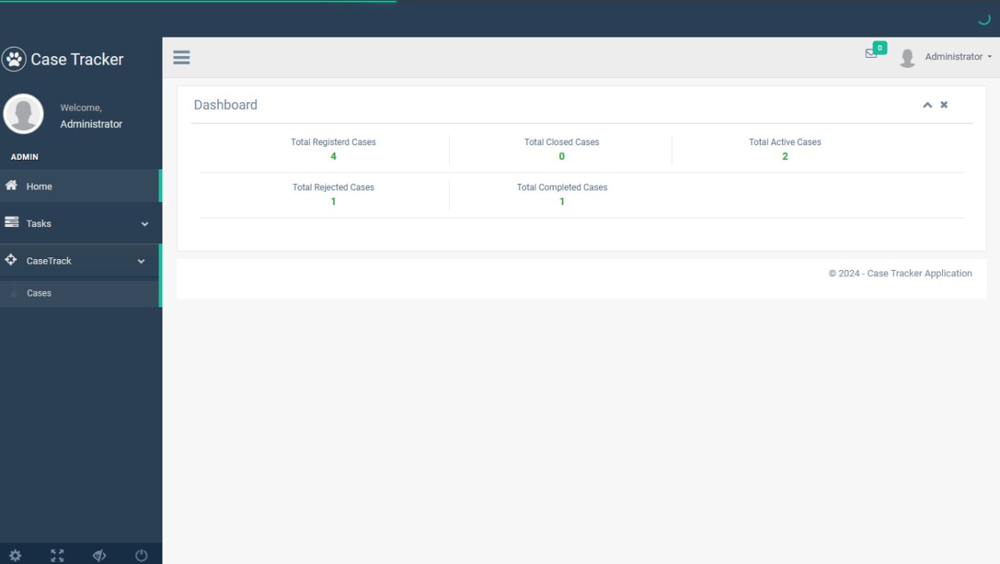 Case Tracker
Welcome,
Administrator
ADMIN
Home
Tasks
CaseTrack
Cases
0
Administrator
Dashboard
Total Registerd Cases
4
Total Closed Cases
0
Total Active Cases
2
Total Rejected Cases
1
Total Completed Cases
1
© 2024 - Case Tracker Application